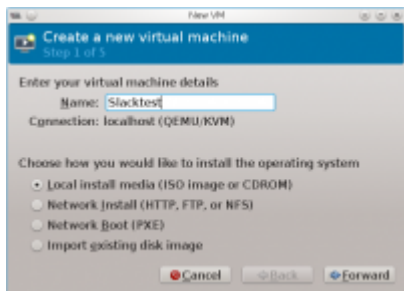 New VM
Create a new virtual machine
Step 1 of 5
Enter your virtual machine details
Name: Slacktest
Connection: localhost (QEMU/KVM)
Choose how you would like to install the operating system
Local install media (ISO image or CDROM)
Network Install (HTTP, FTP, or NFS)
Network Boot (PXE)
Import existing disk image
Cancel Back Forward